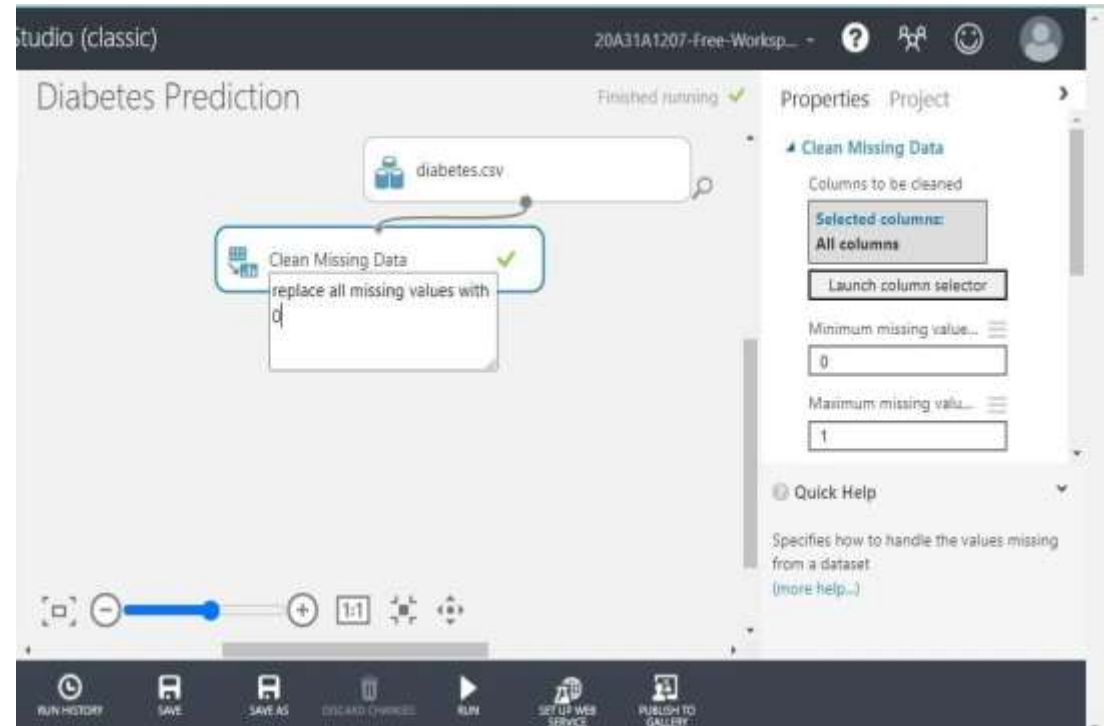 Studio (classic)
20A31A1207-Free-Worksp...
Diabetes Prediction
Finished running
diabetes.csv
Clean Missing Data
replace all missing values with
0
Properties Project
Clean Missing Data
Columns to be cleaned
Selected columns:
All columns
Launch column selector
Minimum missing value...
0
Maximum missing valu...
1
Quick Help
Specifies how to handle the values missing
from a dataset
(more help...)
1:1
RUN HISTORY
SAVE
SAVE AS
DISCARD CHANGES
RUN
SET UP WEB
SERVICE
PUBLISH TO
GALLERY